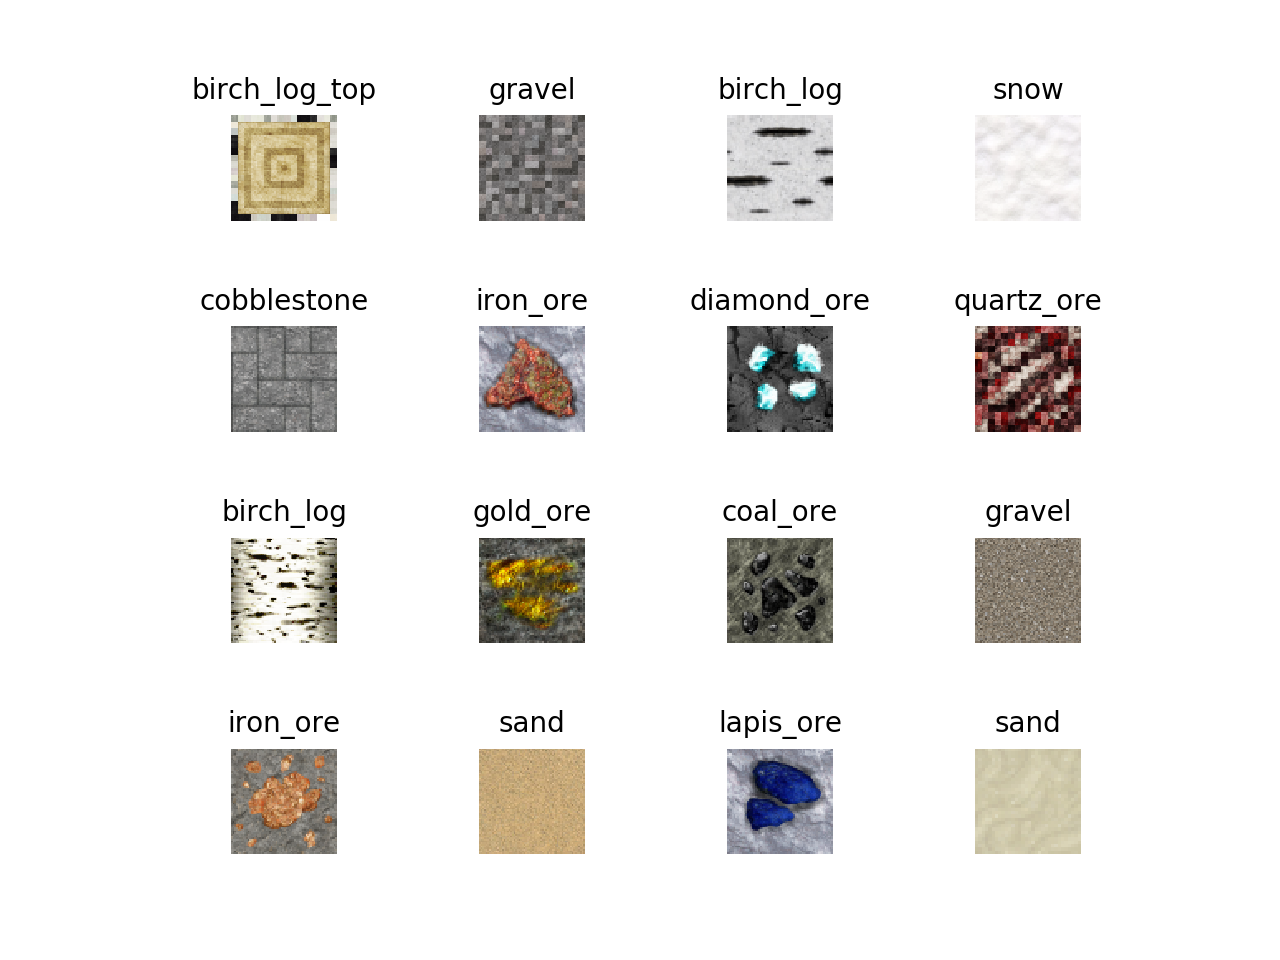 birch_log_top
gravel
birch_log
snow
cobblestone
iron_ore
diamond_ore
quartz_ore
birch_log
gold_ore
coal_ore
gravel
iron_ore
sand
lapis_ore
sand